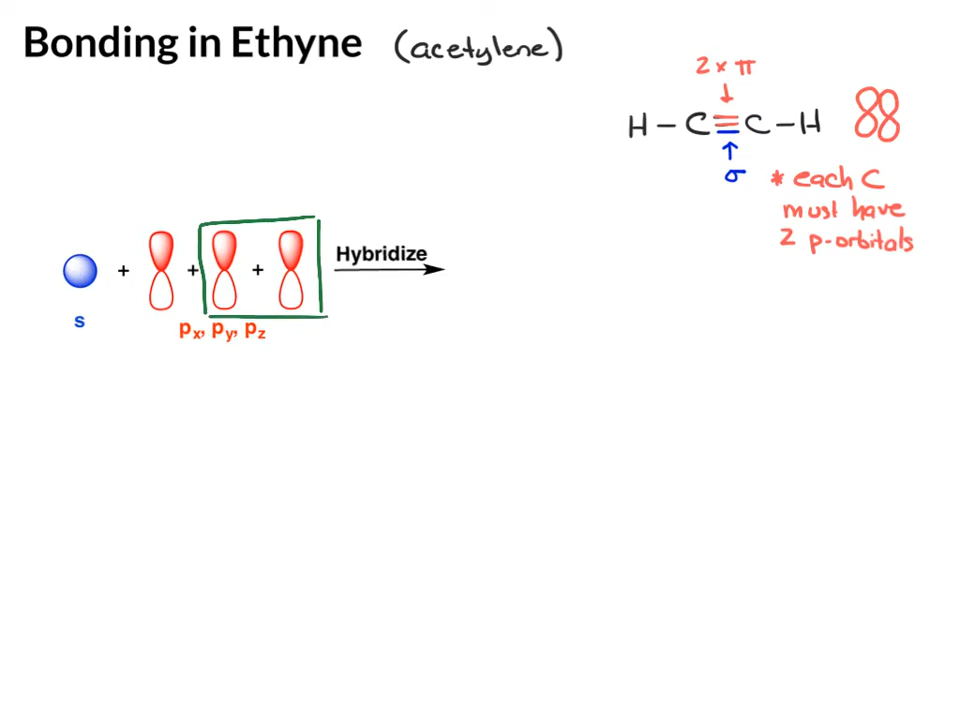 Bonding in Ethyne (acetylene)
2 × π
H – C ≡ C – H
σ
* each C
must have
2 p-orbitals
+ + + Hybridize
s
px, py, pz